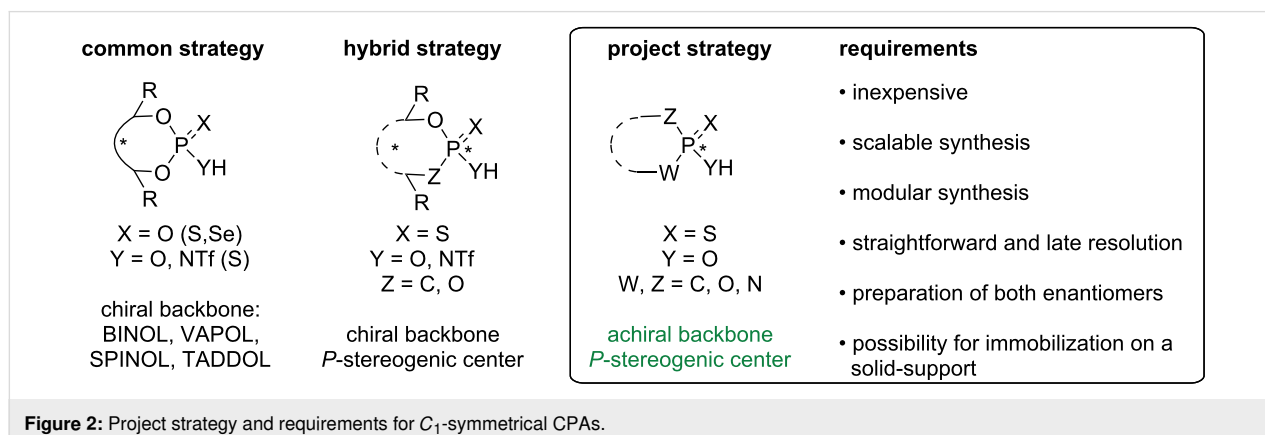 common strategy
R
O
X
*
P
O
YH
R
X = O (S,Se)
Y = O, NTf (S)
chiral backbone:
BINOL, VAPOL,
SPINOL, TADDOL
hybrid strategy
R
O
X
*
P
*
Z
YH
R
X = S
Y = O, NTf
Z = C, O
chiral backbone
P-stereogenic center
project strategy
Z
X
P
*
W
YH
X = S
Y = O
W, Z = C, O, N
achiral backbone
P-stereogenic center
requirements
• inexpensive
• scalable synthesis
• modular synthesis
• straightforward and late resolution
• preparation of both enantiomers
• possibility for immobilization on a
solid-support
Figure 2: Project strategy and requirements for C1-symmetrical CPAs.